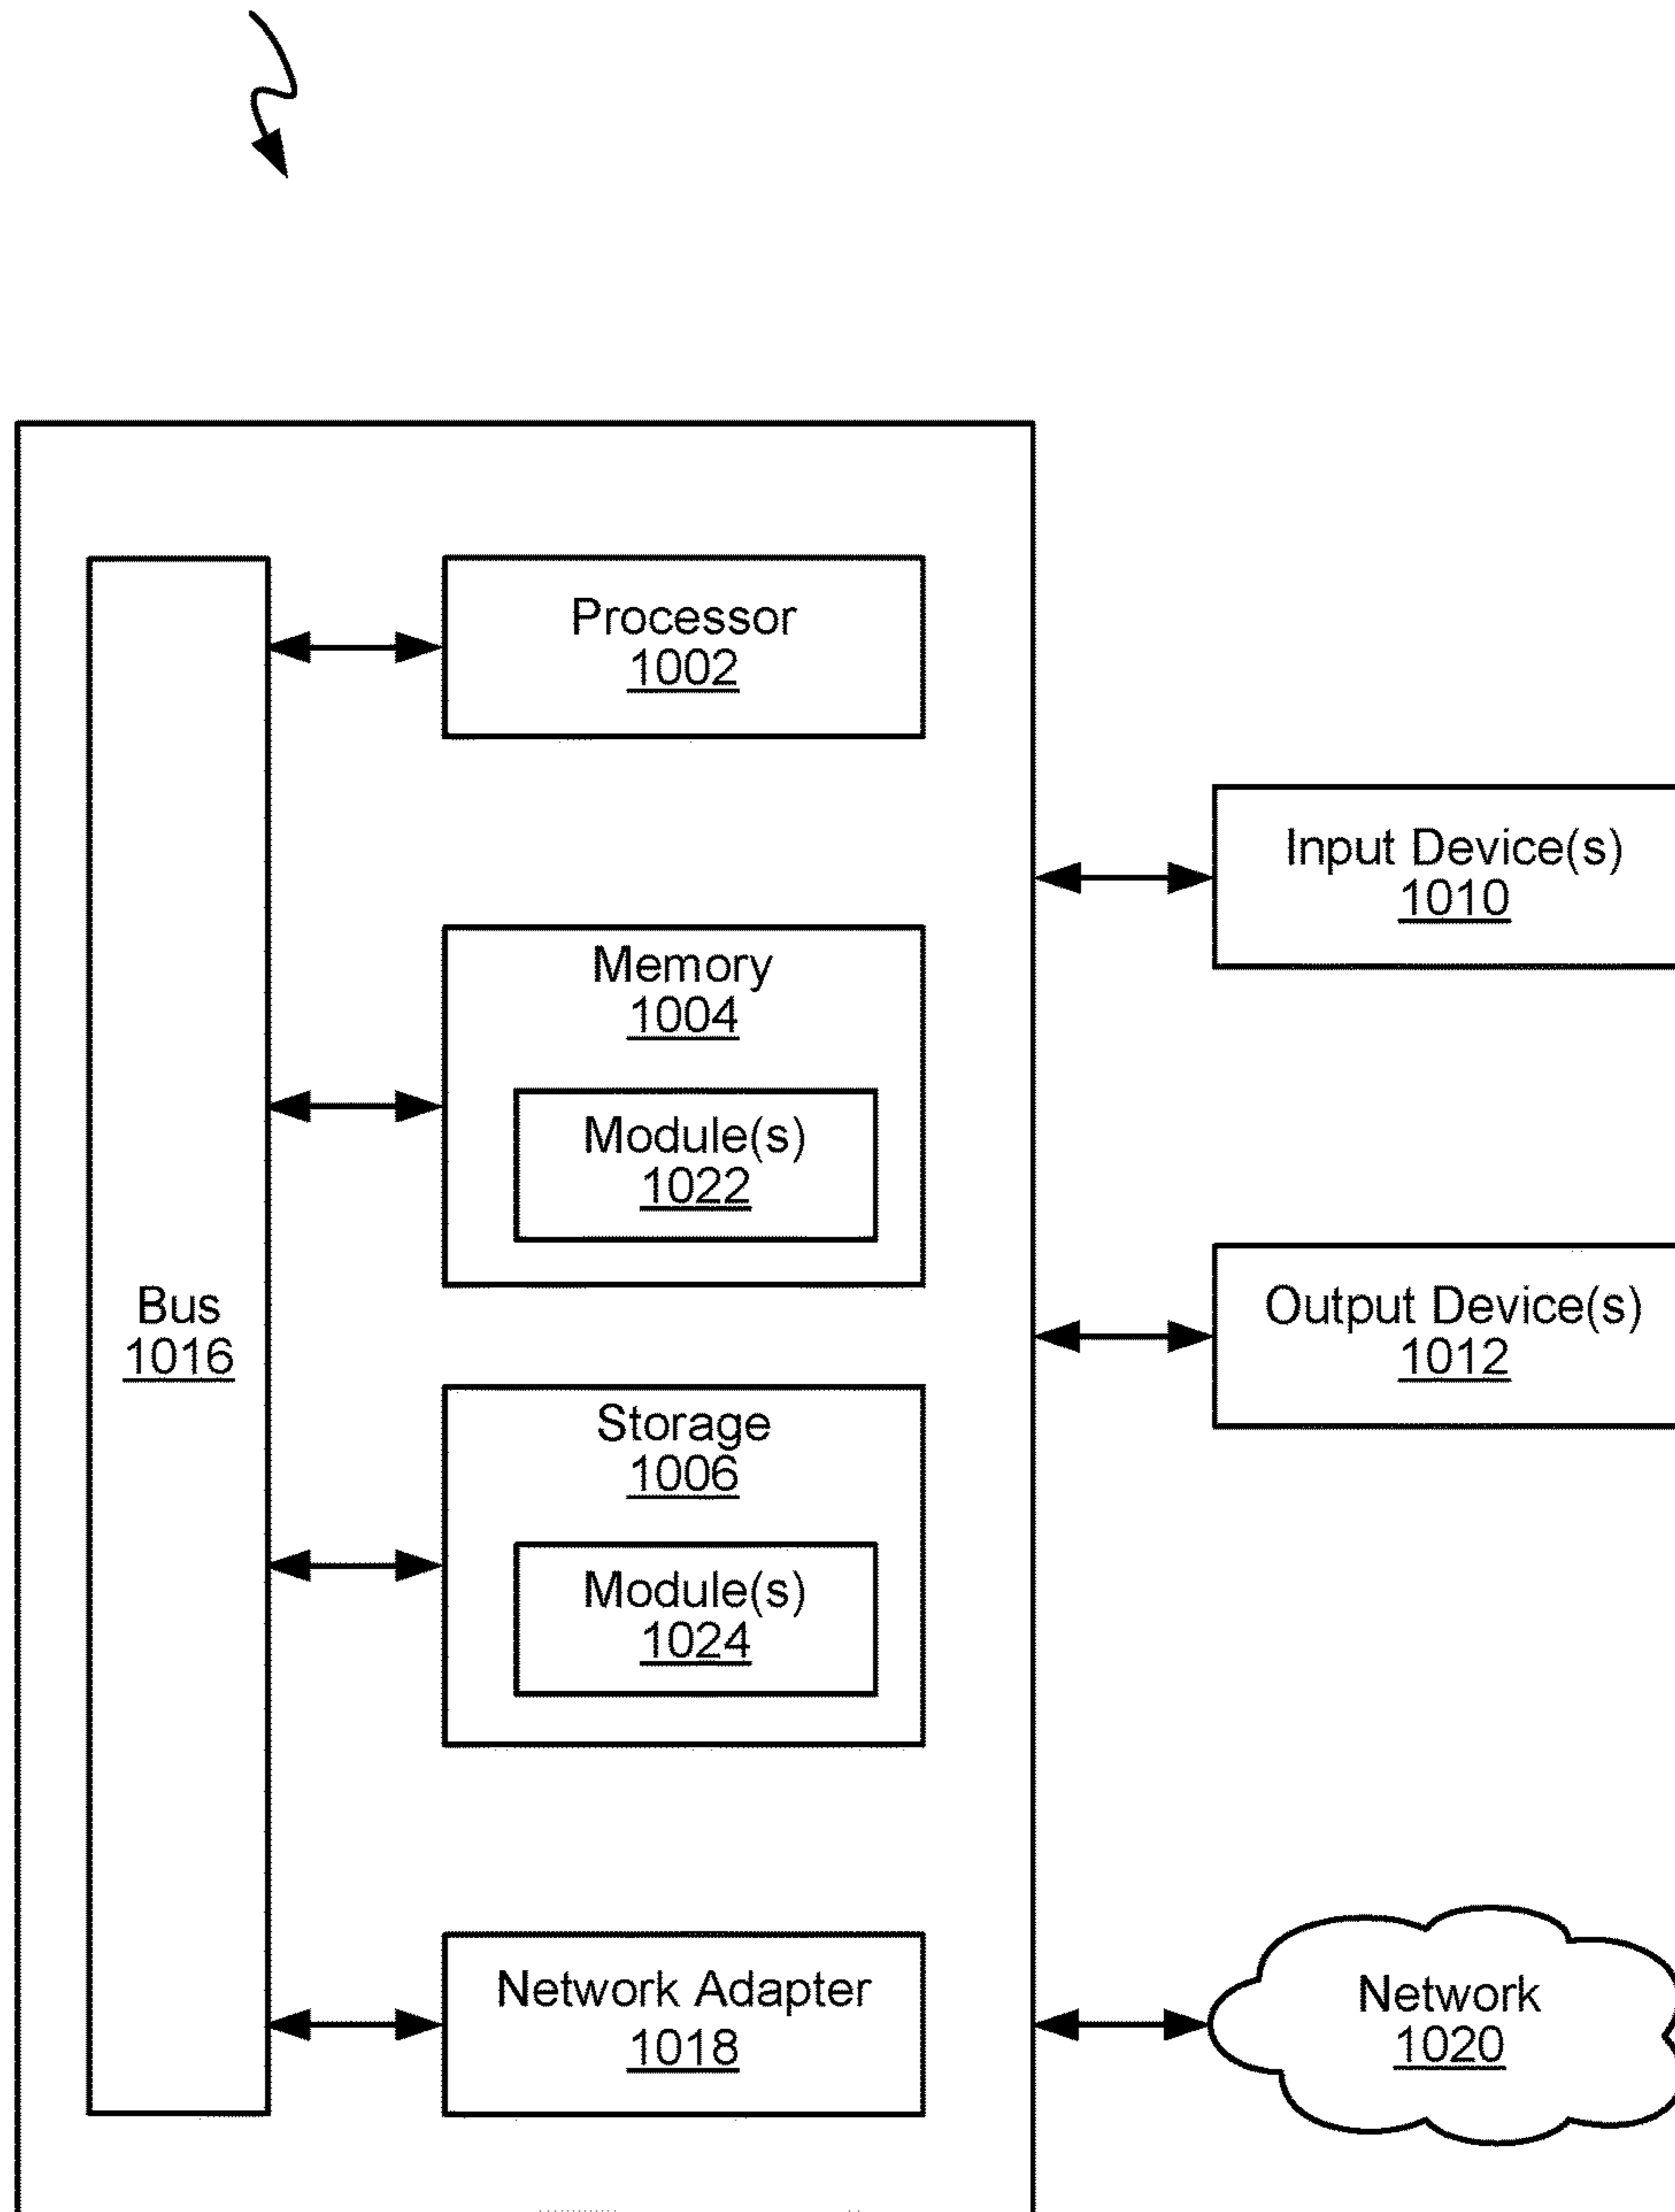 Processor
1002
Input Device(s)
1010
Memory
1004
Module(s)
1022
Bus
1016
Output Device(s)
1012
Storage
1006
Module(s)
1024
Network Adapter
1018
Network
1020